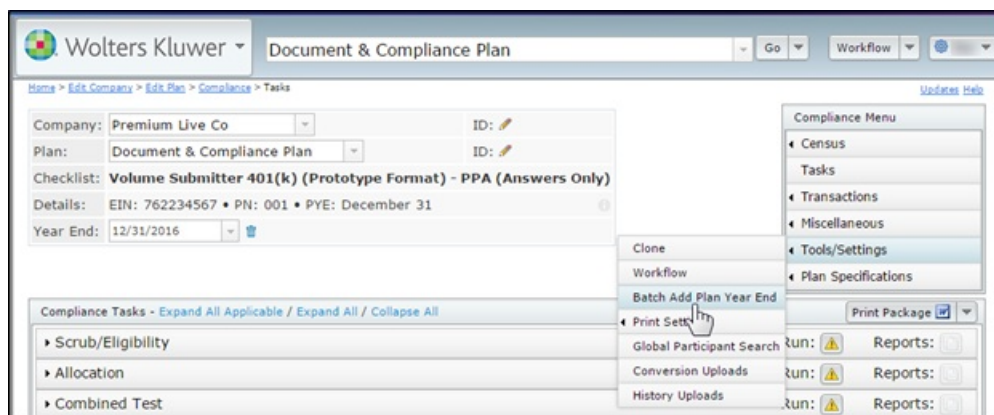 Wolters Kluwer
Document & Compliance Plan
Go
Workflow
Home > Edit Company > Edit Plan > Compliance > Tasks
Updates Help
Company: Premium Live Co ID:
Plan: Document & Compliance Plan ID:
Checklist: Volume Submitter 401(k) (Prototype Format) - PPA (Answers Only)
Details: EIN: 762234567 • PN: 001 • PYE: December 31
Year End: 12/31/2016
Compliance Menu
Census
Tasks
Transactions
Miscellaneous
Tools/Settings
Plan Specifications
Clone
Workflow
Batch Add Plan Year End
Print Sett
Global Participant Search
Conversion Uploads
History Uploads
Compliance Tasks - Expand All Applicable / Expand All / Collapse All
Print Package
Scrub/Eligibility Run: Reports:
Allocation Run: Reports:
Combined Test Run: Reports: